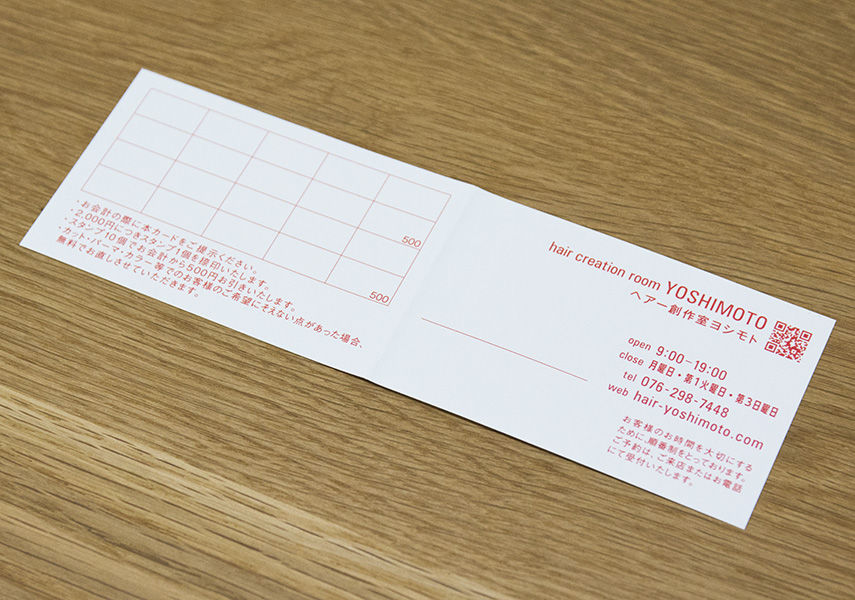 500
500
・お会計の際に本カードをご提示ください。
・2,000円につきスタンプ1個を捺印いたします。
・スタンプ10個でお会計から500円お引きいたします。
・カット・パーマ・カラー等でのお客様のご希望にそえない点があった場合、
無料でお直しさせていただきます。
hair creation room YOSHIMOTO
ヘアー創作室ヨシモト
open 9:00-19:00
close 月曜日・第1火曜日・第3日曜日
tel 076-298-7448
web hair-yoshimoto.com
お客様のお時間を大切にする
ために、順番制をとっております。
ご予約は、ご来店またはお電話
にて受付いたします。